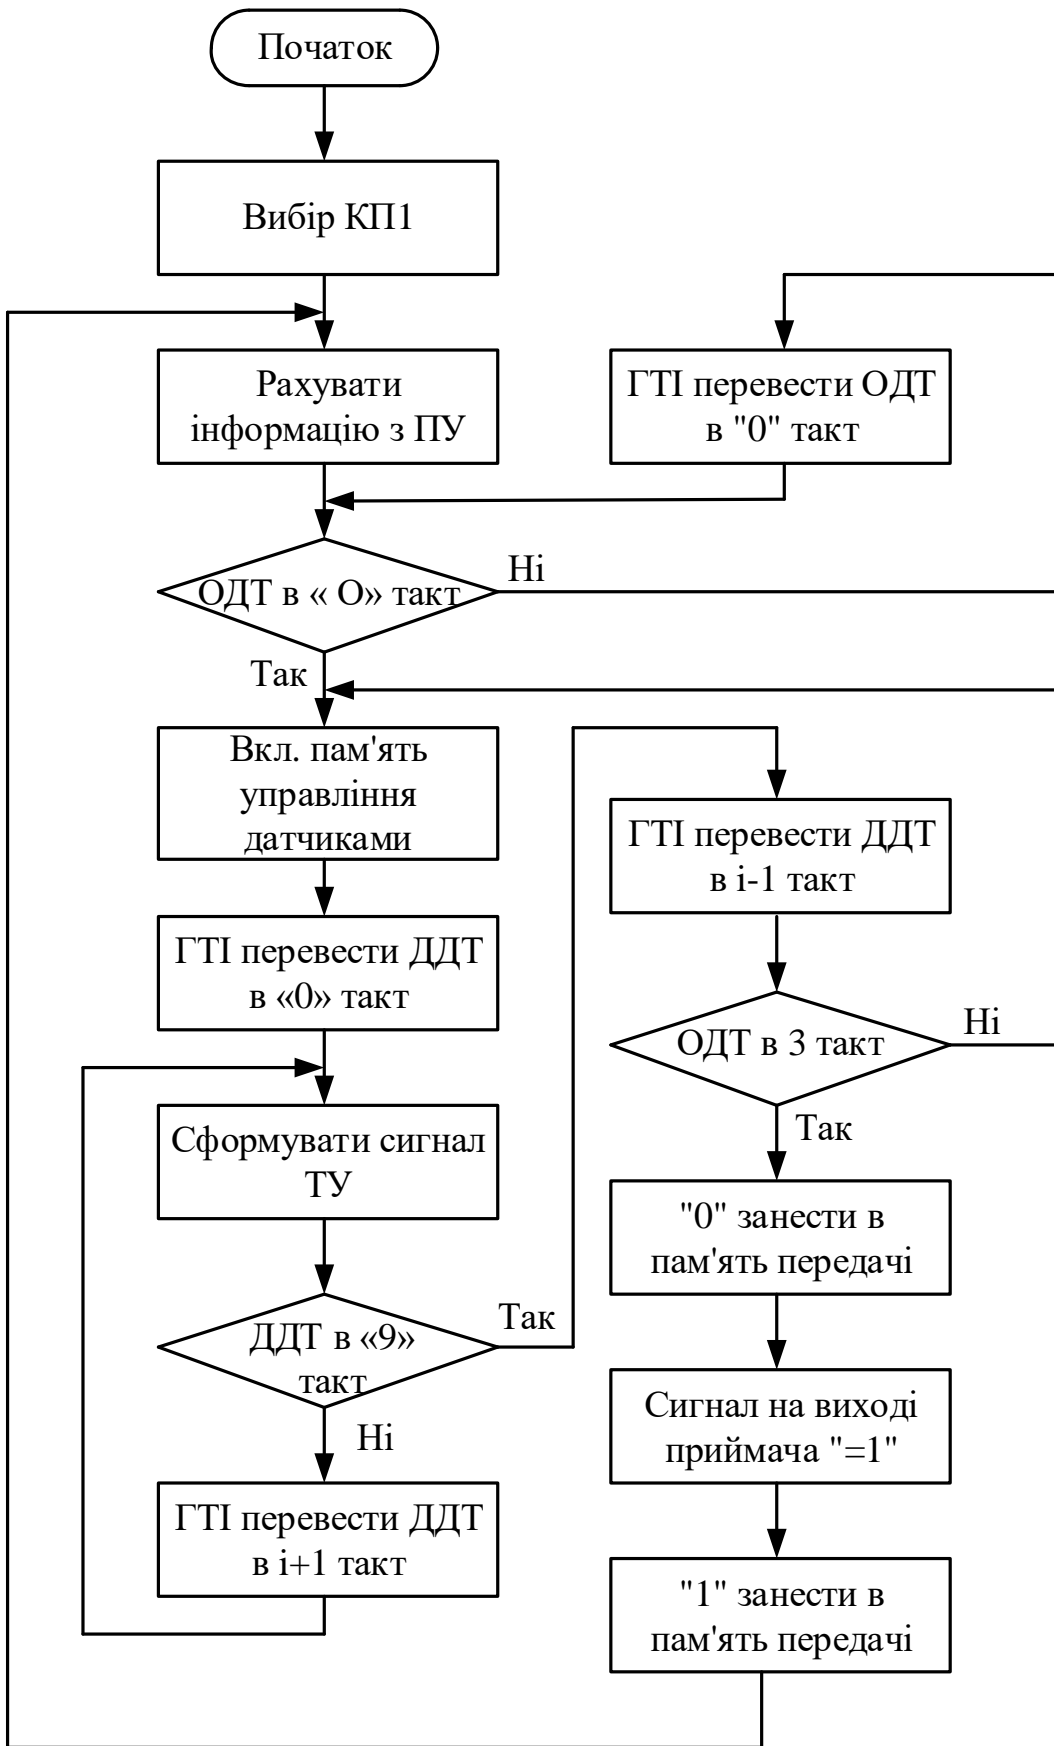 Початок
Вибір КП1
Рахувати
інформацію з ПУ
ГТІ перевести ОДТ
в "0" такт
ОДТ в « О» такт
Ні
Так
Вкл. пам'ять
управління
датчиками
ГТІ перевести ДДТ
в «0» такт
Сформувати сигнал
ТУ
ДДТ в «9»
такт
Так
Ні
ГТІ перевести ДДТ
в і+1 такт
ГТІ перевести ДДТ
в і-1 такт
ОДТ в 3 такт
Ні
Так
"0" занести в
пам'ять передачі
Сигнал на виході
приймача "=1"
"1" занести в
пам'ять передачі